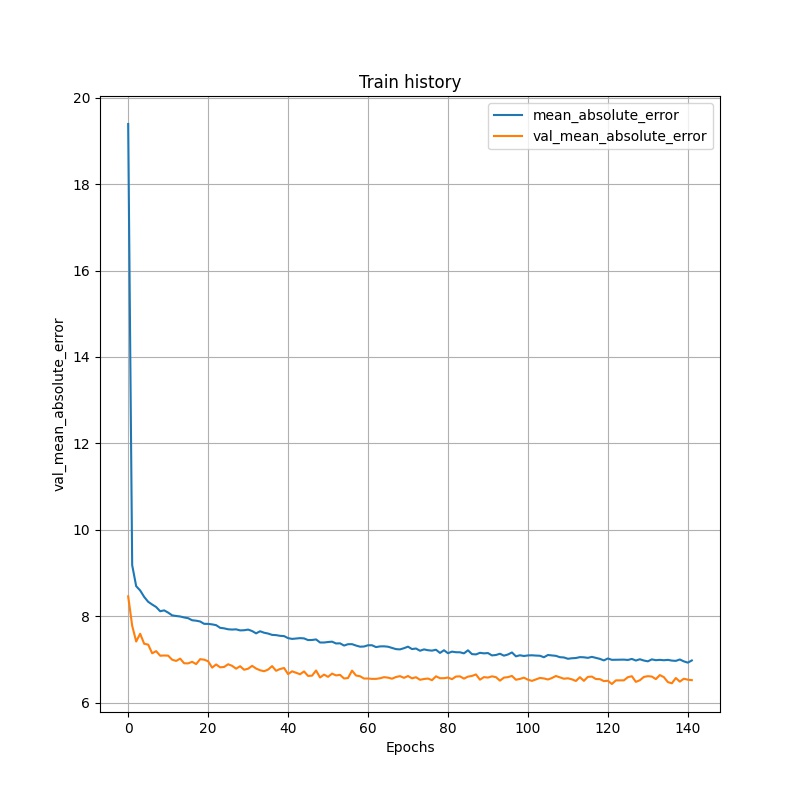 Train history
mean_absolute_error
val_mean_absolute_error
val_mean_absolute_error
20
18
16
14
12
10
8
6
0 20 40 60 80 100 120 140
Epochs